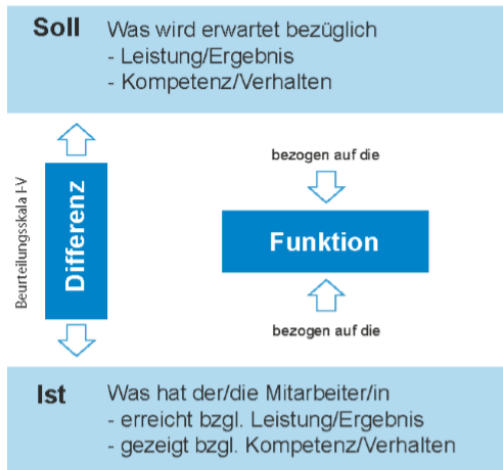 Soll Was wird erwartet bezüglich
- Leistung/Ergebnis
- Kompetenz/Verhalten
Beurteilungsskala I-V
Differenz
bezogen auf die
Funktion
bezogen auf die
Ist Was hat der/die Mitarbeiter/in
- erreicht bzgl. Leistung/Ergebnis
- gezeigt bzgl. Kompetenz/Verhalten